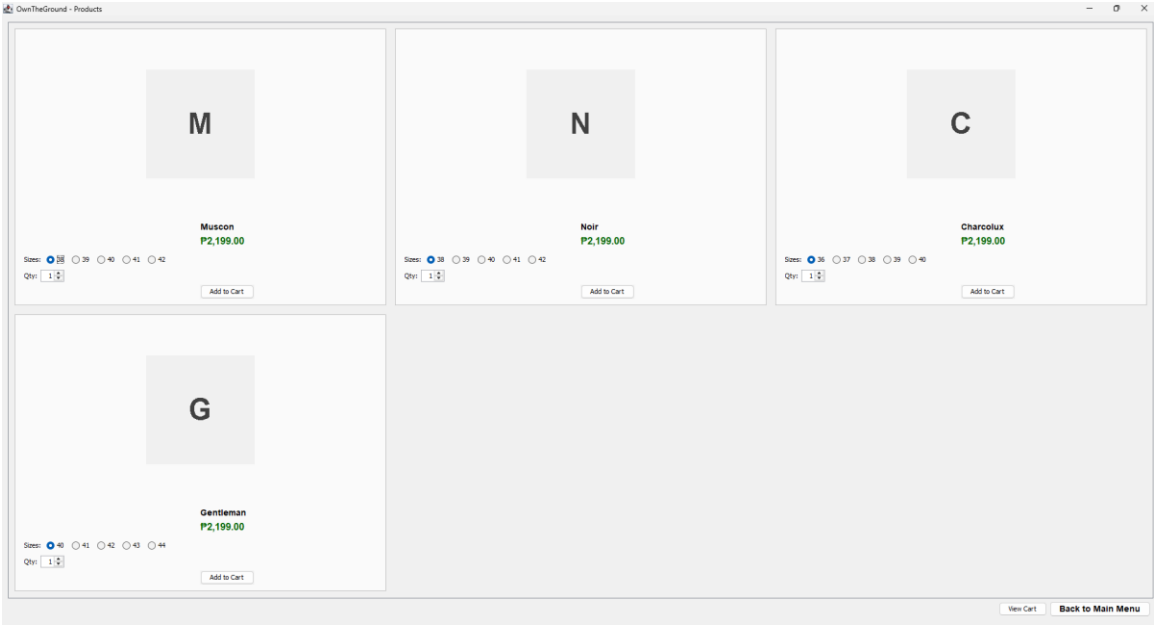 OwnTheGround - Products
M
Muscon
₱2,199.00
Sizes: 38 39 40 41 42
Qty: 1
Add to Cart
N
Noir
₱2,199.00
Sizes: 38 39 40 41 42
Qty: 1
Add to Cart
C
Charcolux
₱2,199.00
Sizes: 36 37 38 39 40
Qty: 1
Add to Cart
G
Gentleman
₱2,199.00
Sizes: 40 41 42 43 44
Qty: 1
Add to Cart
View Cart
Back to Main Menu